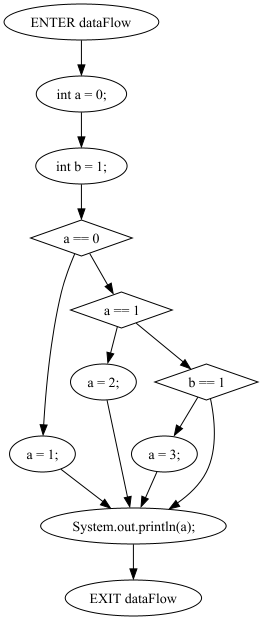 ENTER dataFlow
int a = 0;
int b = 1;
a == 0
a == 1
a = 2;
b == 1
a = 1;
a = 3;
System.out.println(a);
EXIT dataFlow